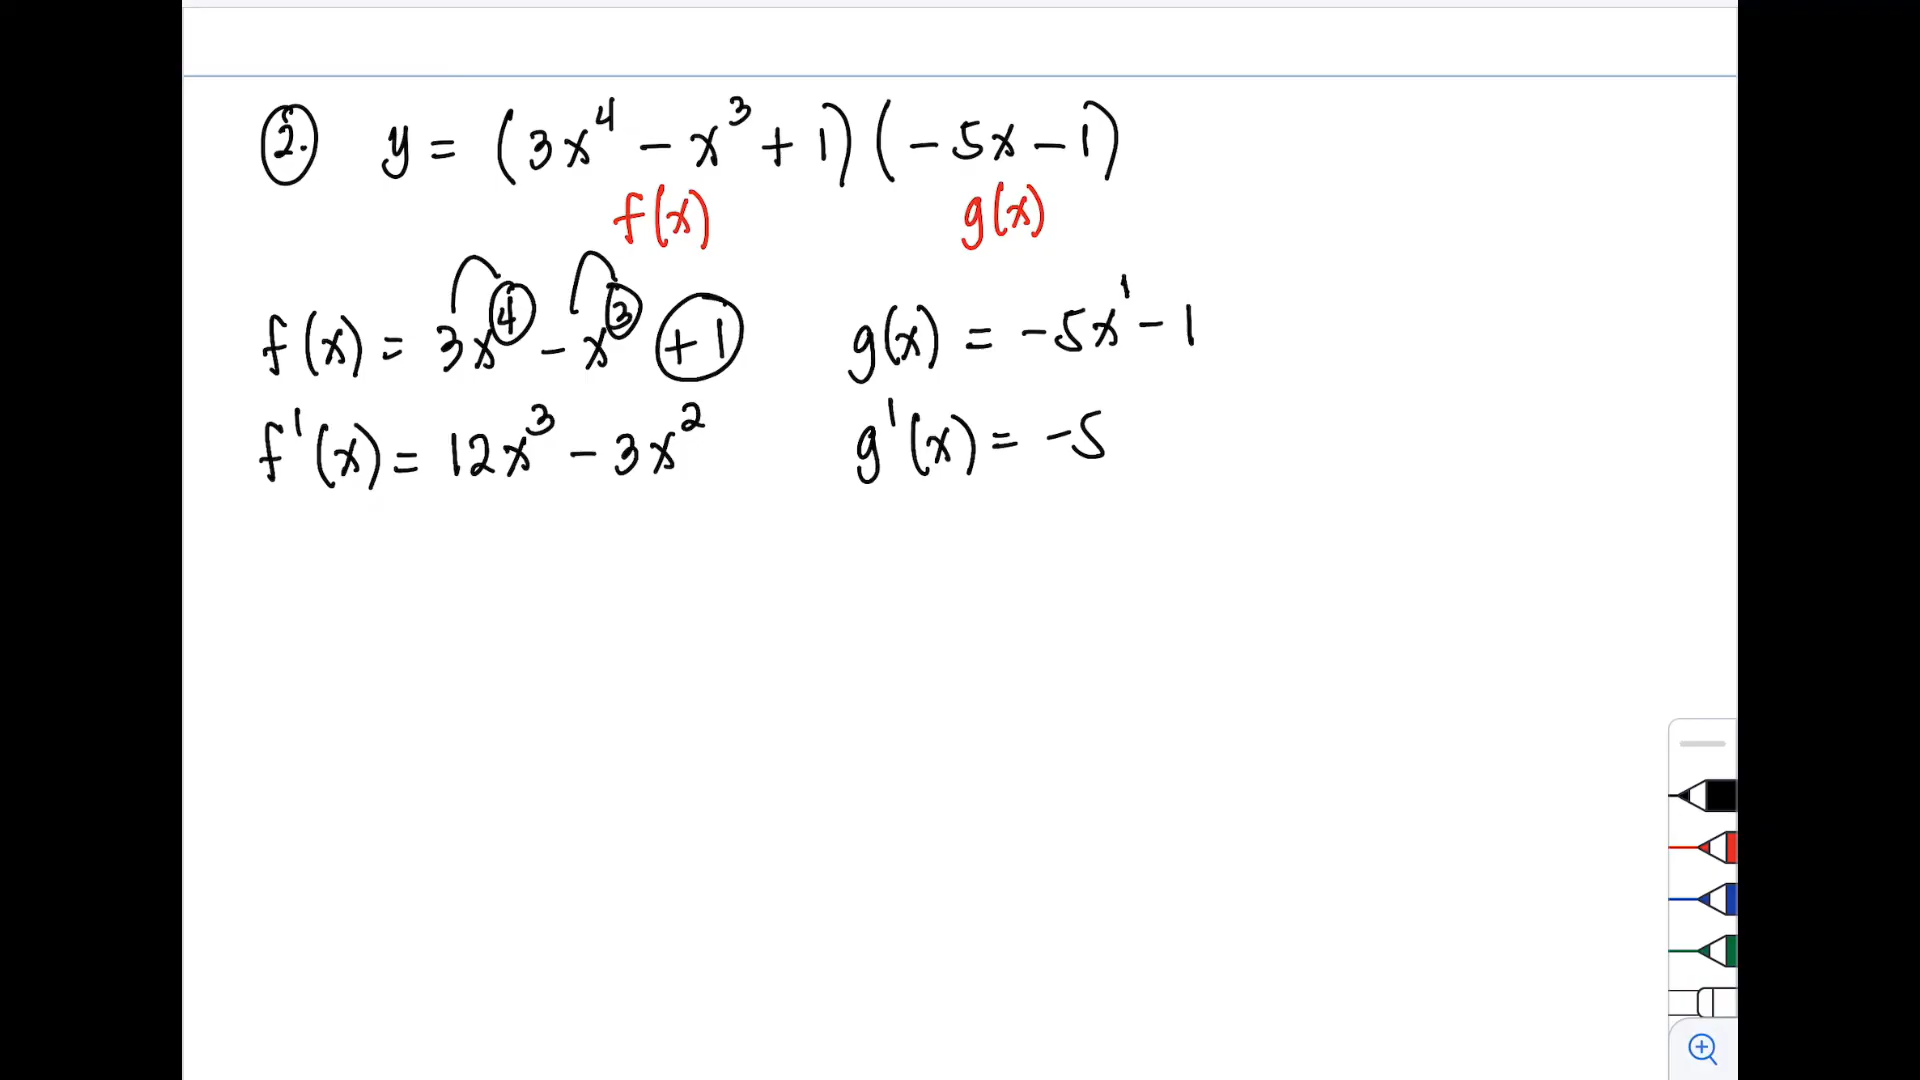 2. y = (3x⁴ - x³ + 1)(-5x - 1)
f(x) g(x)
f(x) = 3x⁴ - x³ + 1 g(x) = -5x¹ - 1
f'(x) = 12x³ - 3x² g'(x) = -5